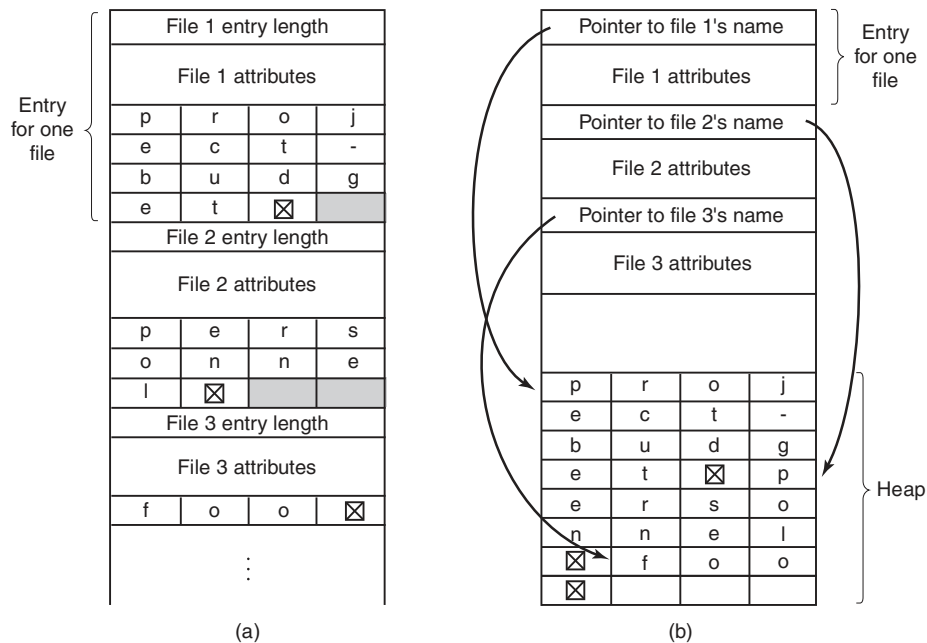 File 1 entry length
File 1 attributes
Entry for one file
p r o j
e c t -
b u d g
e t ☒
File 2 entry length
File 2 attributes
p e r s
o n n e
l ☒
File 3 entry length
File 3 attributes
f o o ☒
⋮
(a)
Pointer to file 1's name
File 1 attributes
Entry for one file
Pointer to file 2's name
File 2 attributes
Pointer to file 3's name
File 3 attributes
p r o j
e c t -
b u d g
e t ☒ p
e r s o
n n e l
☒ f o o
☒
Heap
(b)